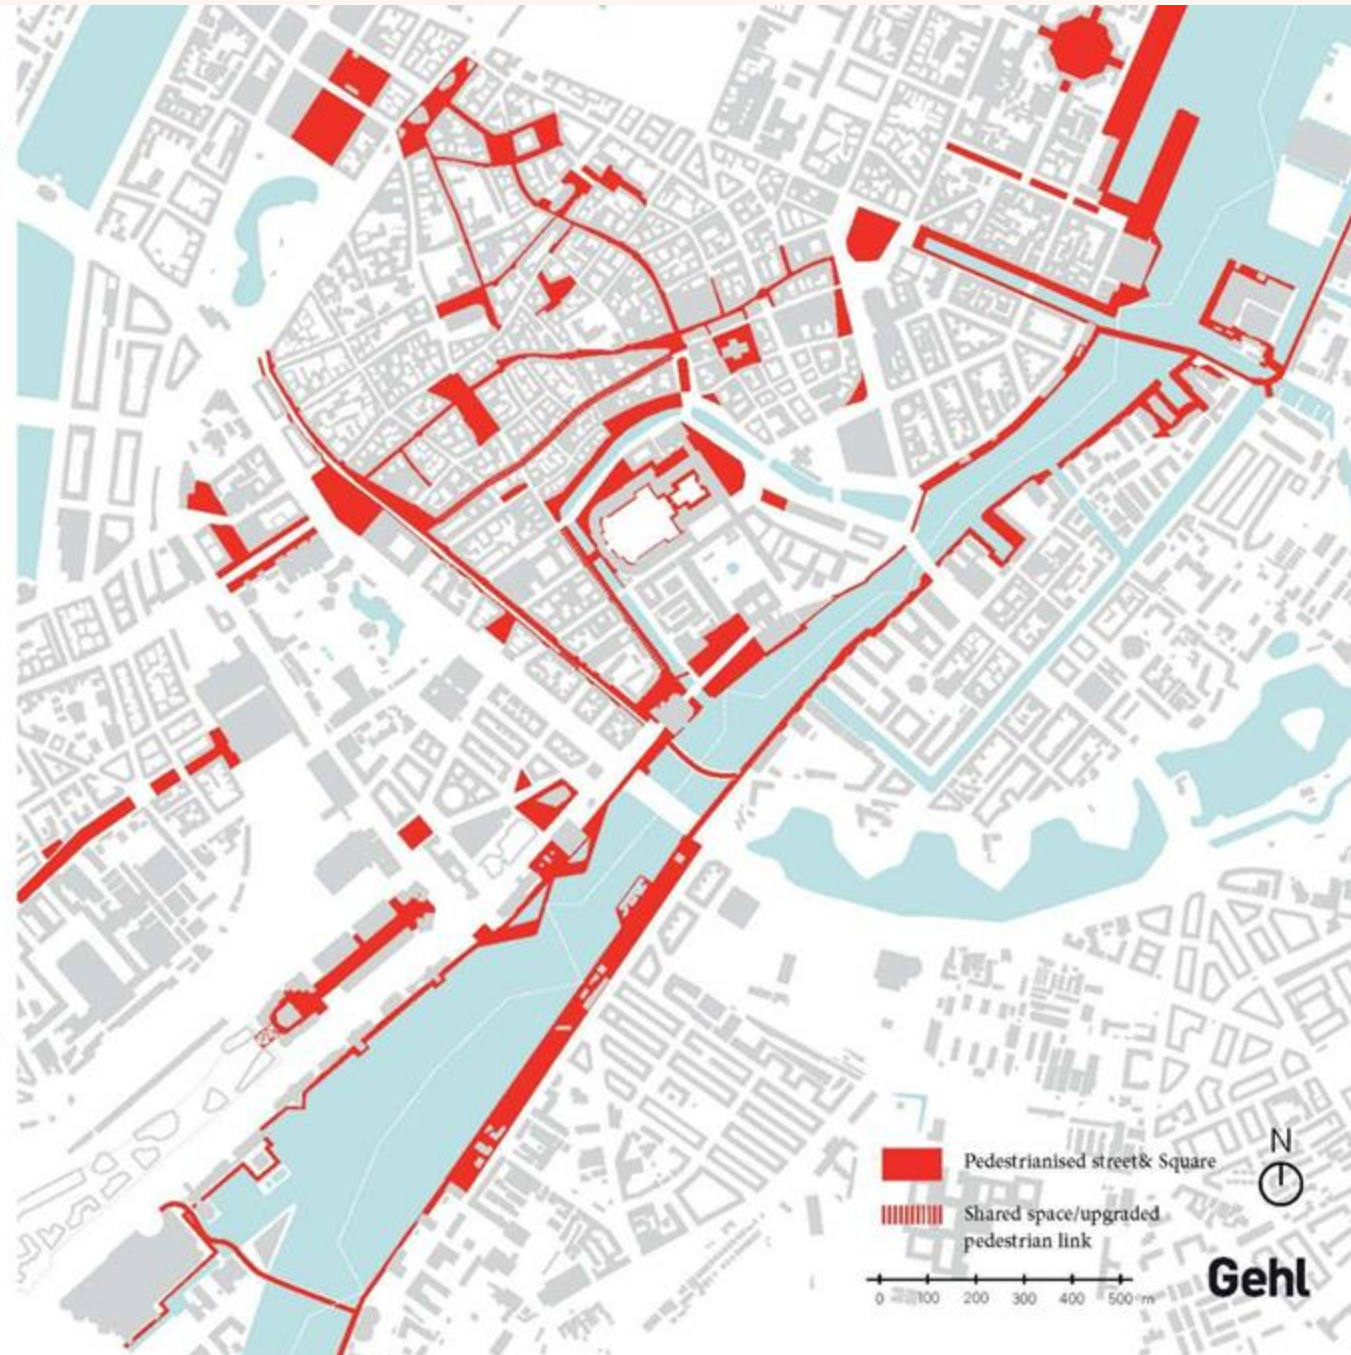 Pedestrianised street& Square
N
Shared space/upgraded
pedestrian link
Gehl
0 100 200 300 400 500 m